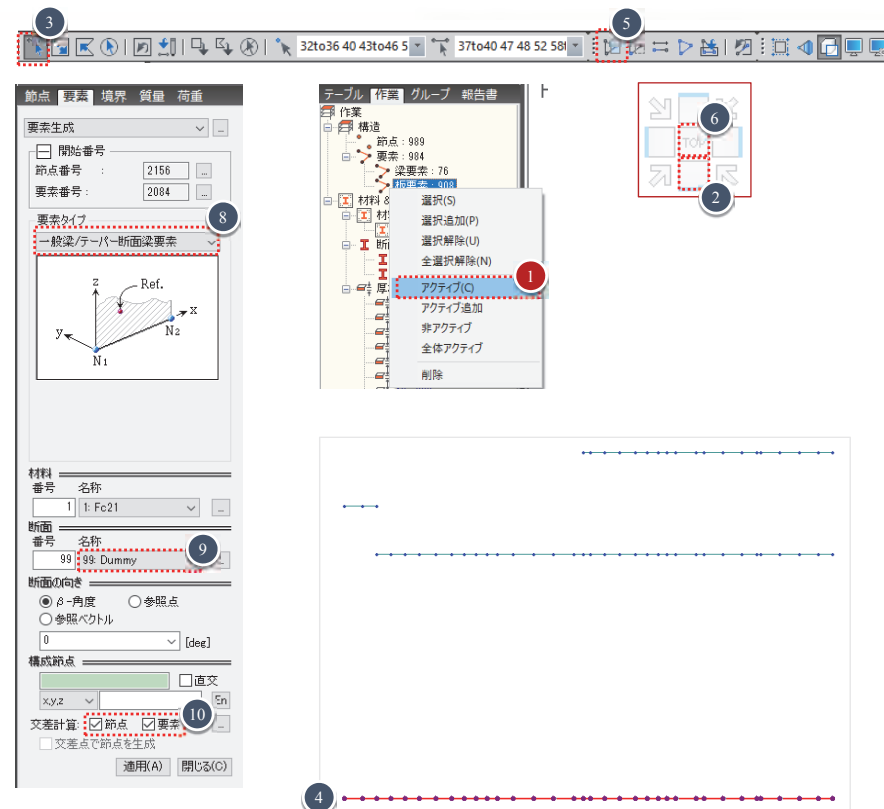 3
5
32to36 40 43to46 5
37to40 47 48 52 58t
節点 要素 境界 質量 荷重
要素生成
開始番号
節点番号 : 2156
要素番号 : 2084
8
要素タイプ
一般梁/テーパー断面梁要素
z
Ref.
x
y
N2
N1
材料
番号 名称
1 1: Fc21
断面
番号 名称
9
99 99: Dummy
断面の向き
β-角度 参照点
参照ベクトル
0 [deg]
構成節点
直交
x,y,z
10
交差計算: 節点 要素
交差点で節点を生成
適用(A) 閉じる(C)
テーブル 作業 グループ 報告書
作業
構造
節点 : 989
要素 : 984
梁要素 : 76
板要素 : 908
材料 &
選択(S)
選択追加(P)
選択解除(U)
全選択解除(N)
1
アクティブ(C)
アクティブ追加
非アクティブ
全体アクティブ
削除
6
TOP
2
4